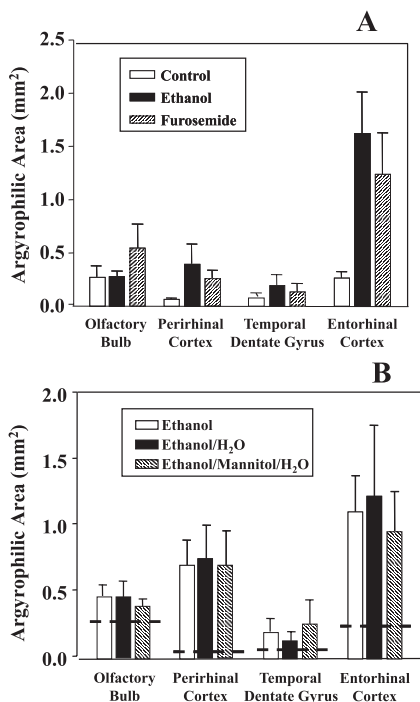 A
Argyrophilic Area (mm²)
2.5
2.0
1.5
1.0
0.5
0.0
Control
Ethanol
Furosemide
Olfactory Bulb
Perirhinal Cortex
Temporal Dentate Gyrus
Entorhinal Cortex
B
Argyrophilic Area (mm²)
2.0
1.5
1.0
0.5
0.0
Ethanol
Ethanol/H₂O
Ethanol/Mannitol/H₂O
Olfactory Bulb
Perirhinal Cortex
Temporal Dentate Gyrus
Entorhinal Cortex